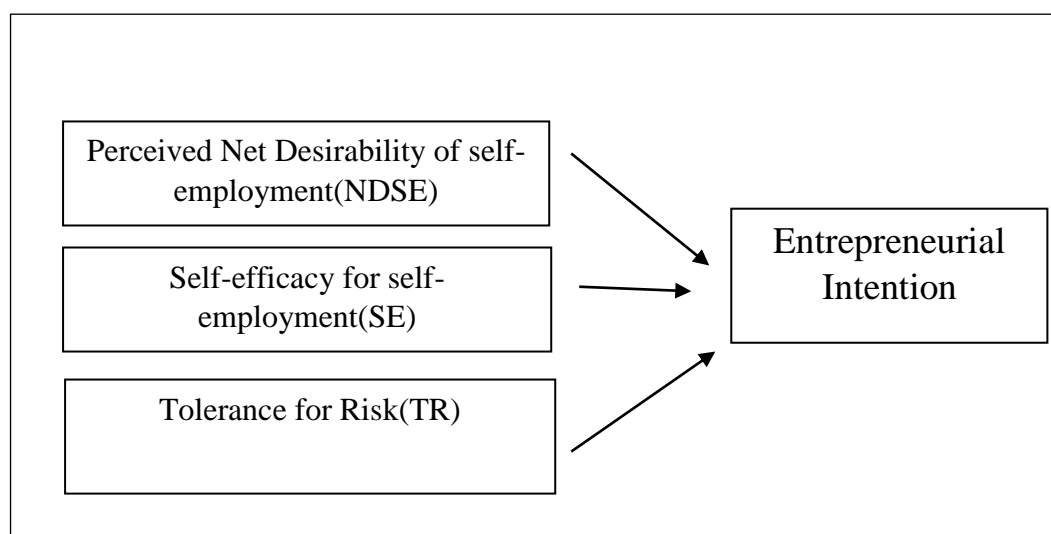 Perceived Net Desirability of self-
employment(NDSE)
Self-efficacy for self-
employment(SE)
Tolerance for Risk(TR)
Entrepreneurial
Intention